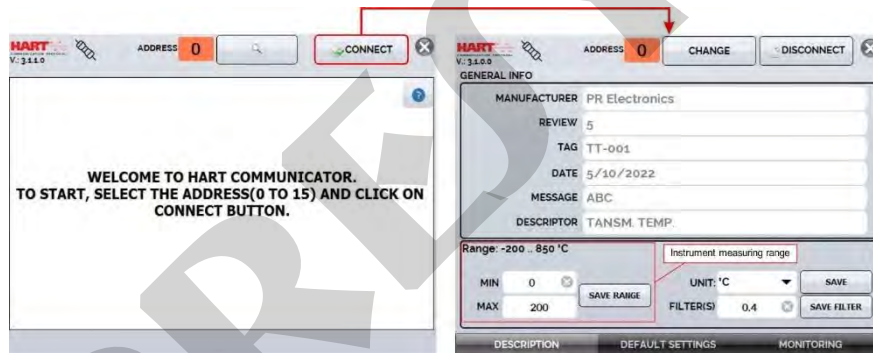 HART
V.: 3.1.1.0
ADDRESS 0
CONNECT
WELCOME TO HART COMMUNICATOR.
TO START, SELECT THE ADDRESS(0 TO 15) AND CLICK ON
CONNECT BUTTON.
HART
V.: 3.1.0.0
ADDRESS 0 CHANGE DISCONNECT
GENERAL INFO
MANUFACTURER PR Electronics
REVIEW 5
TAG TT-001
DATE 5/10/2022
MESSAGE ABC
DESCRIPTOR TANSM. TEMP.
Range: -200 .. 850 °C
Instrument measuring range
MIN 0
MAX 200
SAVE RANGE
UNIT: °C SAVE
FILTER(S) 0.4 SAVE FILTER
DESCRIPTION DEFAULT SETTINGS MONITORING